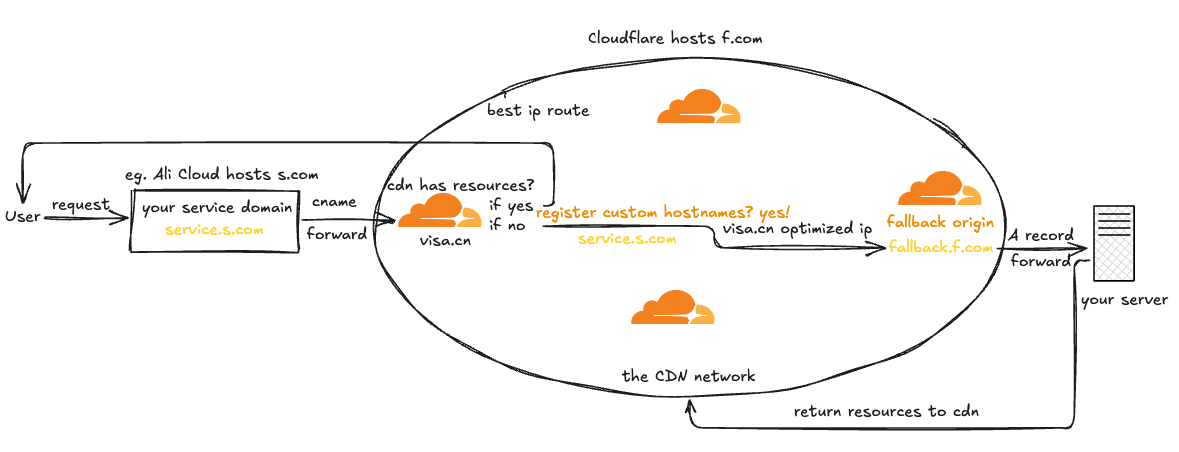 Cloudflare hosts f.com
best ip route
eg. Ali Cloud hosts s.com
cdn has resources?
User
request
your service domain
service.s.com
cname
forward
visa.cn
if yes
if no
register custom hostnames? yes!
service.s.com
visa.cn optimized ip
fallback origin
fallback.f.com
A record
forward
your server
the CDN network
return resources to cdn